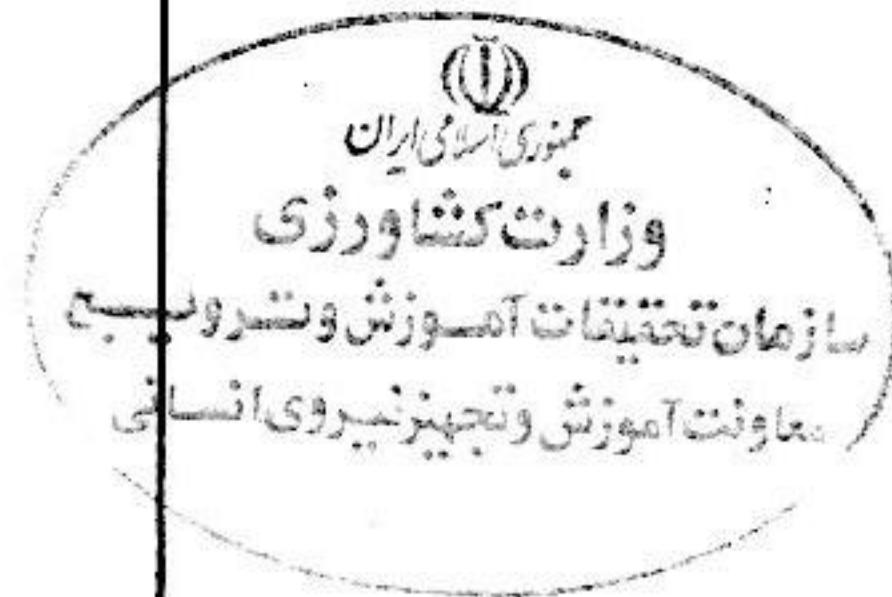 جمهوری اسلامی ایران
وزارت کشاورزی
سازمان تحقیقات آموزش و ترویج
معاونت آموزش و تجهیز نیروی انسانی